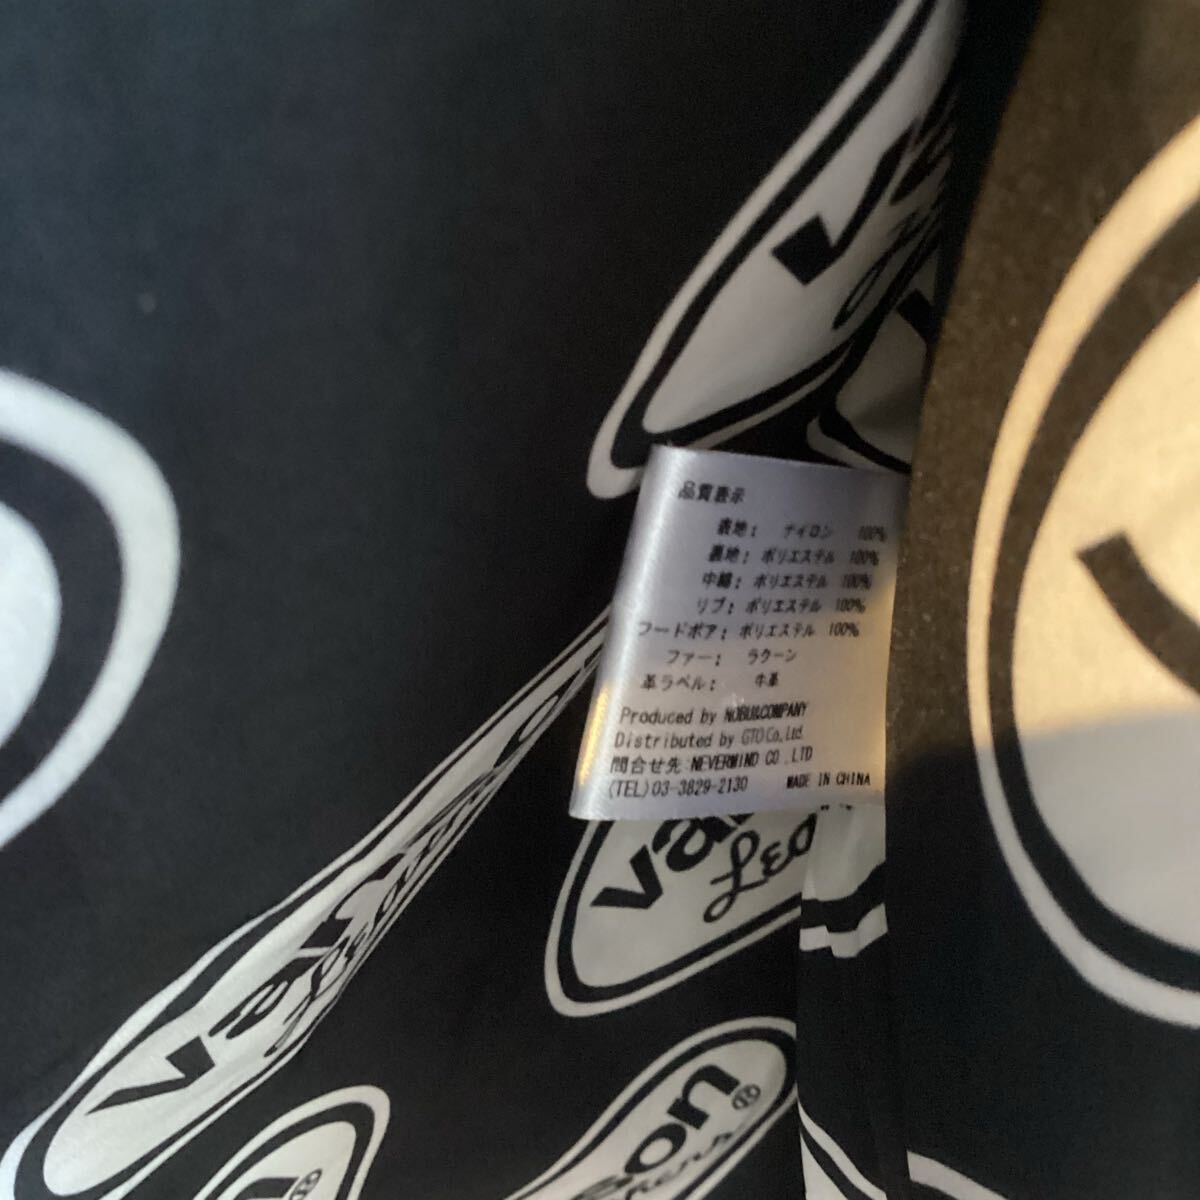 品質表示
表地: ナイロン 100%
裏地: ポリエステル 100%
中綿: ポリエステル 100%
リブ: ポリエステル 100%
フードボア: ポリエステル 100%
ファー: ラクーン
革ラベル: 牛革
Produced by NOBU&COMPANY
Distributed by GTO Co,.Ltd.
問合せ先:NEVERMIND CO.,LTD
(TEL)03-3829-2130 MADE IN CHINA
van
Lea
van
son
®